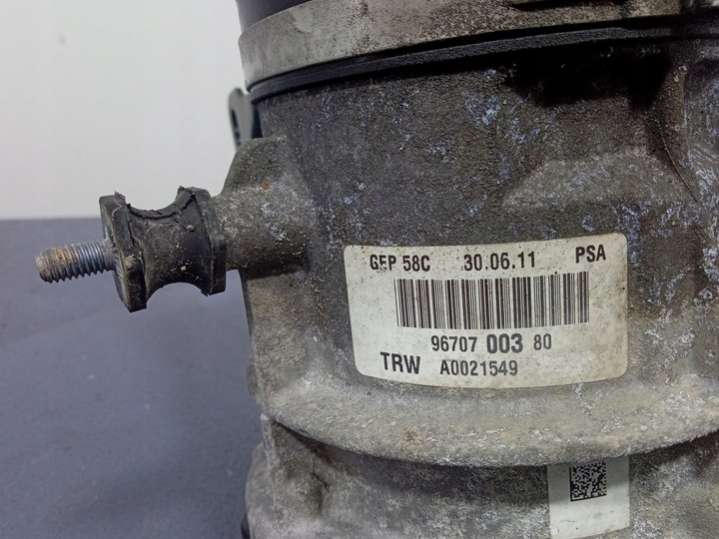 GEP 58C 30.06.11 PSA
96707 003 80
TRW A0021549